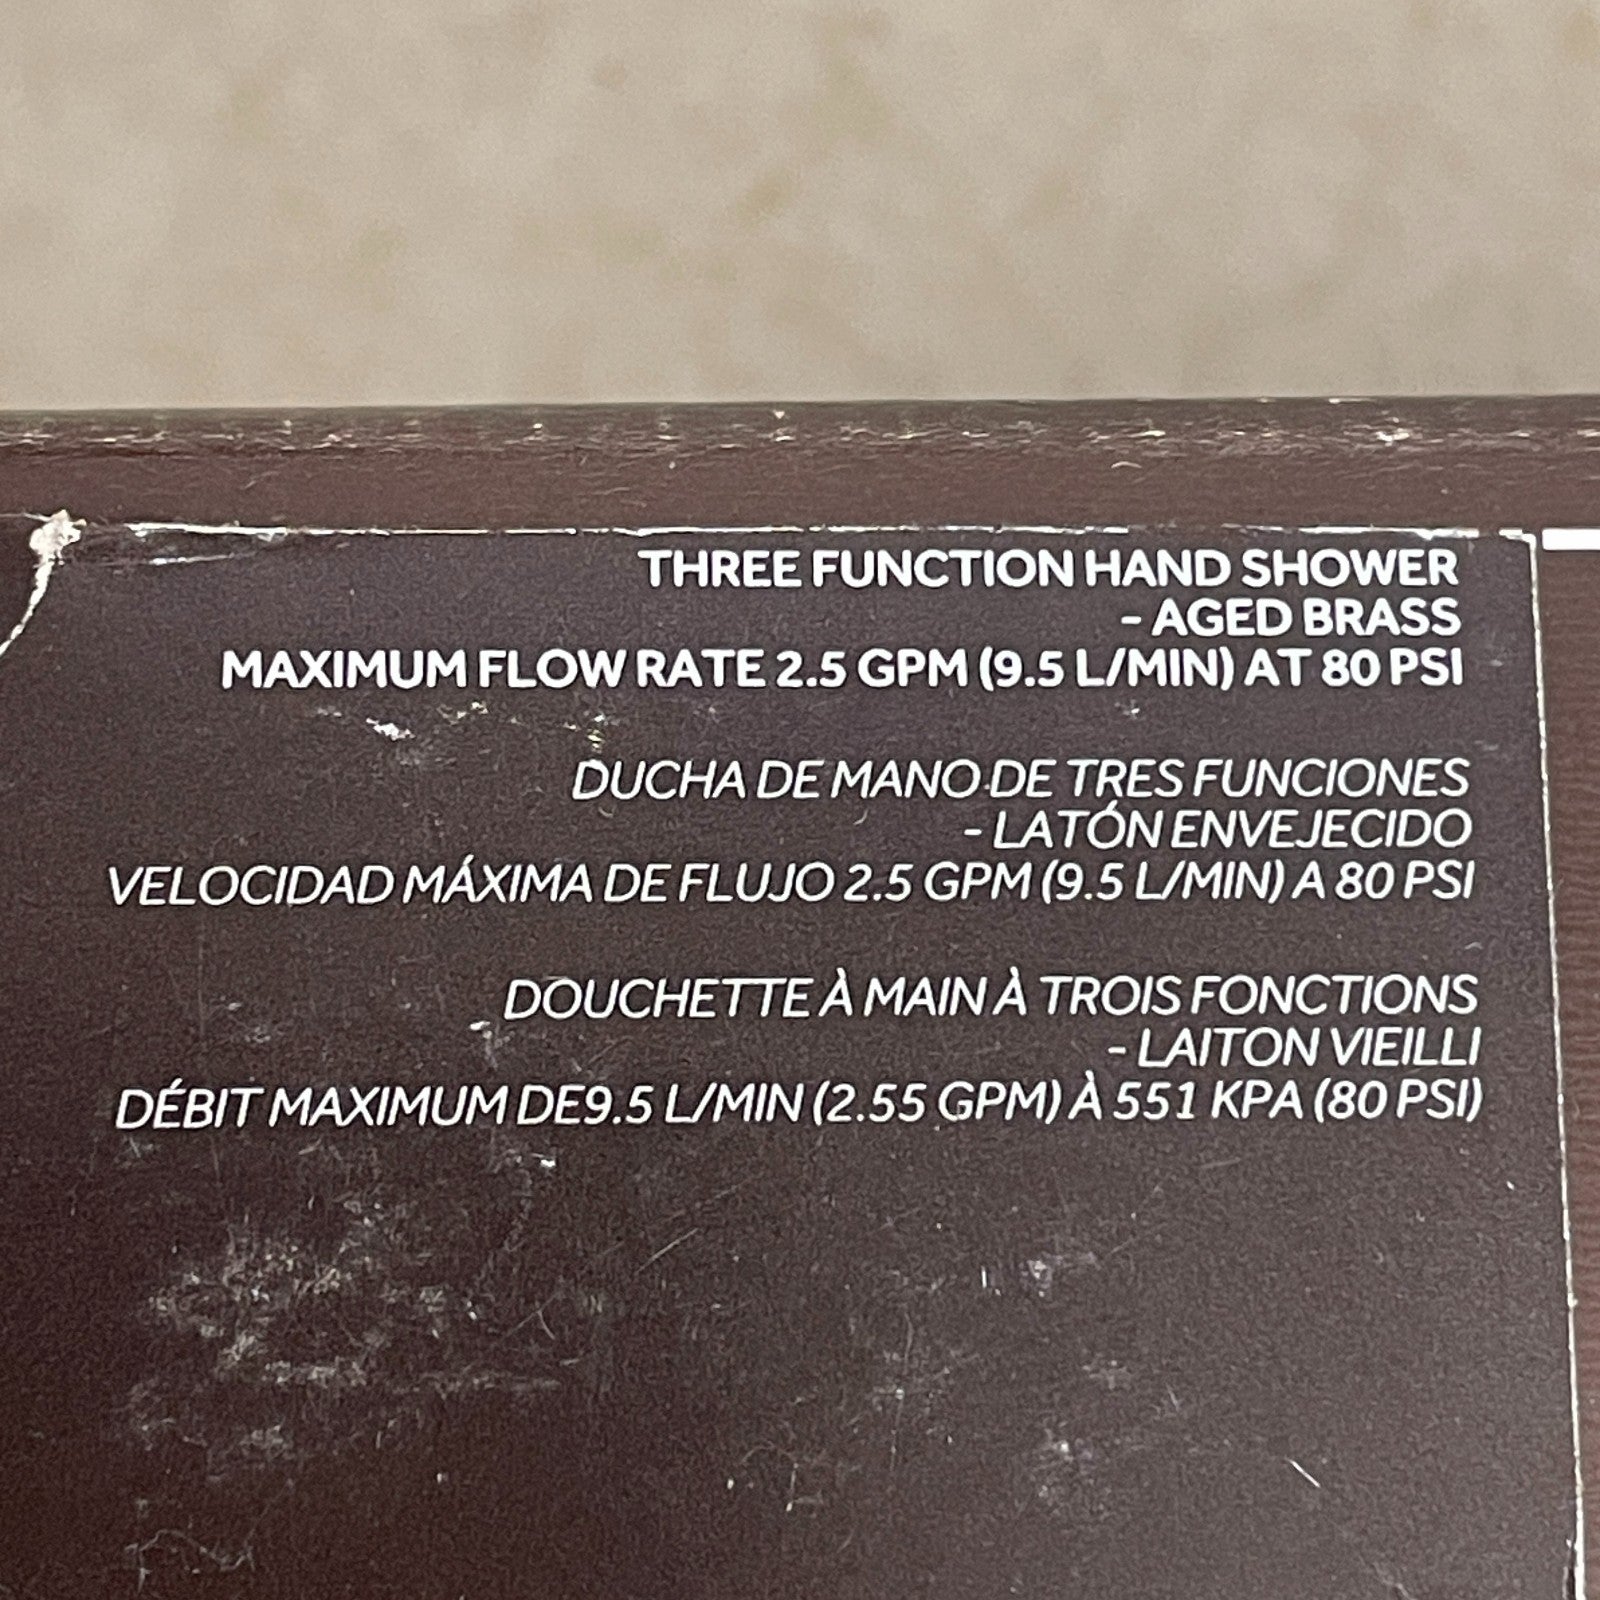 THREE FUNCTION HAND SHOWER
- AGED BRASS
MAXIMUM FLOW RATE 2.5 GPM (9.5 L/MIN) AT 80 PSI
DUCHA DE MANO DE TRES FUNCIONES
- LATÓN ENVEJECIDO
VELOCIDAD MÁXIMA DE FLUJO 2.5 GPM (9.5 L/MIN) A 80 PSI
DOUCHETTE À MAIN À TROIS FONCTIONS
- LAITON VIEILLI
DÉBIT MAXIMUM DE9.5 L/MIN (2.55 GPM) À 551 KPA (80 PSI)